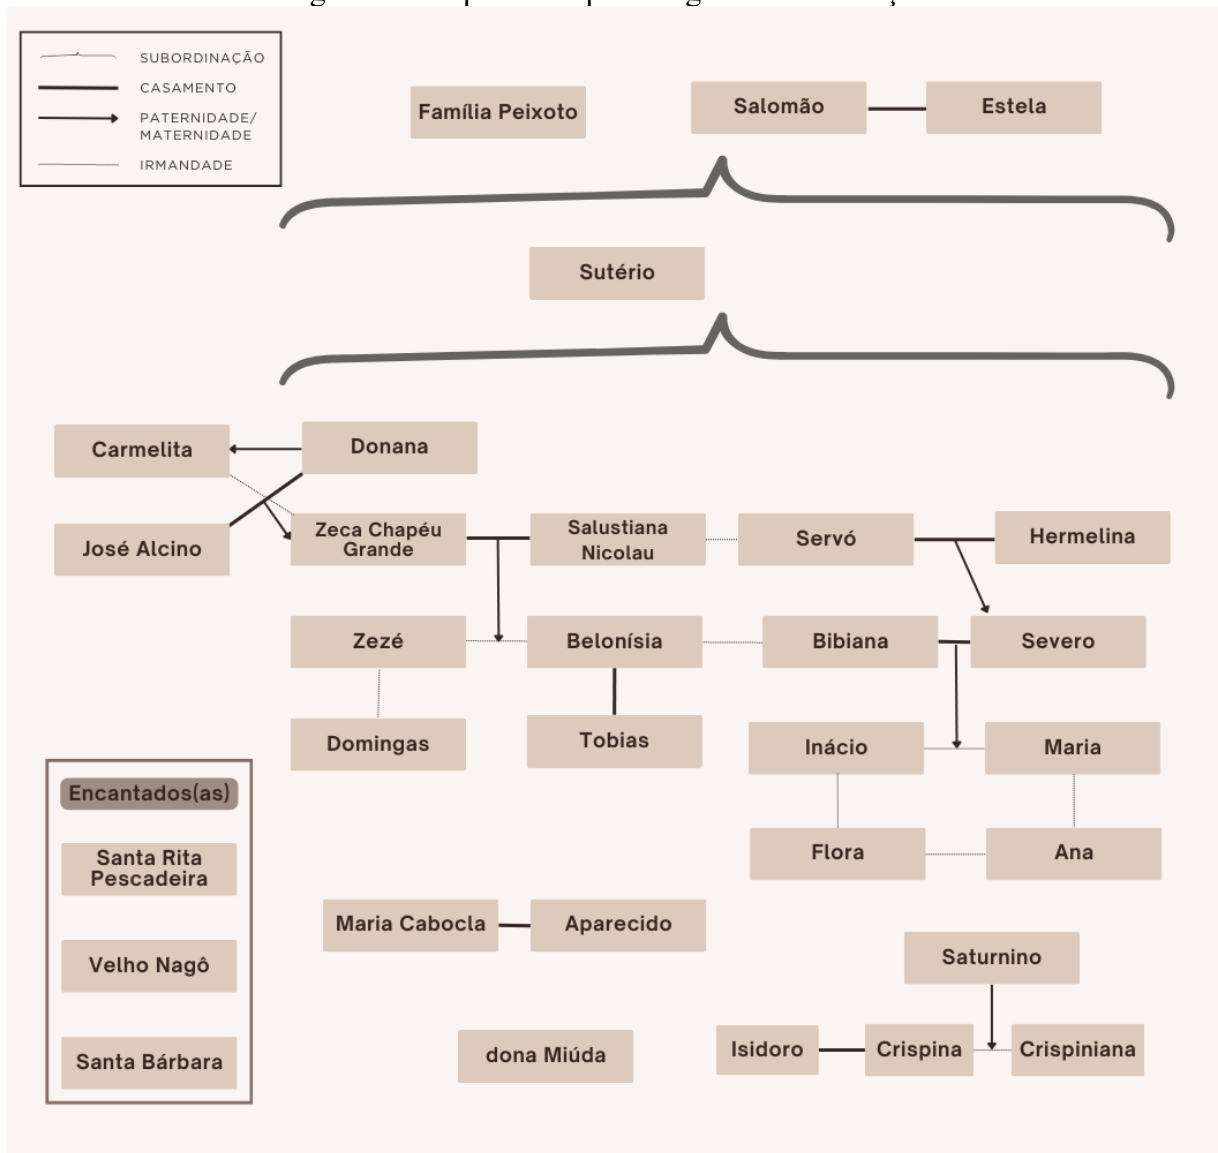 SUBORDINAÇÃO
CASAMENTO
PATERNIDADE/
MATERNIDADE
IRMANDADE
Família Peixoto
Salomão
Estela
Sutério
Carmelita
Donana
José Alcino
Zeca Chapéu
Grande
Salustiana
Nicolau
Servó
Hermelina
Zezé
Belonísia
Bibiana
Severo
Domingas
Tobias
Inácio
Maria
Flora
Ana
Encantados(as)
Santa Rita
Pescadeira
Velho Nagô
Santa Bárbara
Maria Cabocla
Aparecido
Saturnino
dona Miúda
Isidoro
Crispina
Crispiniana